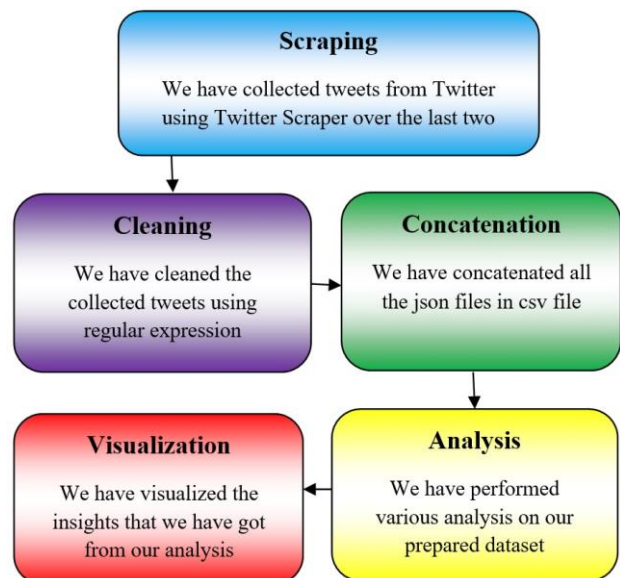 Scraping
We have collected tweets from Twitter
using Twitter Scraper over the last two
Cleaning
We have cleaned the
collected tweets using
regular expression
Concatenation
We have concatenated all
the json files in csv file
Visualization
We have visualized the
insights that we have got
from our analysis
Analysis
We have performed
various analysis on our
prepared dataset